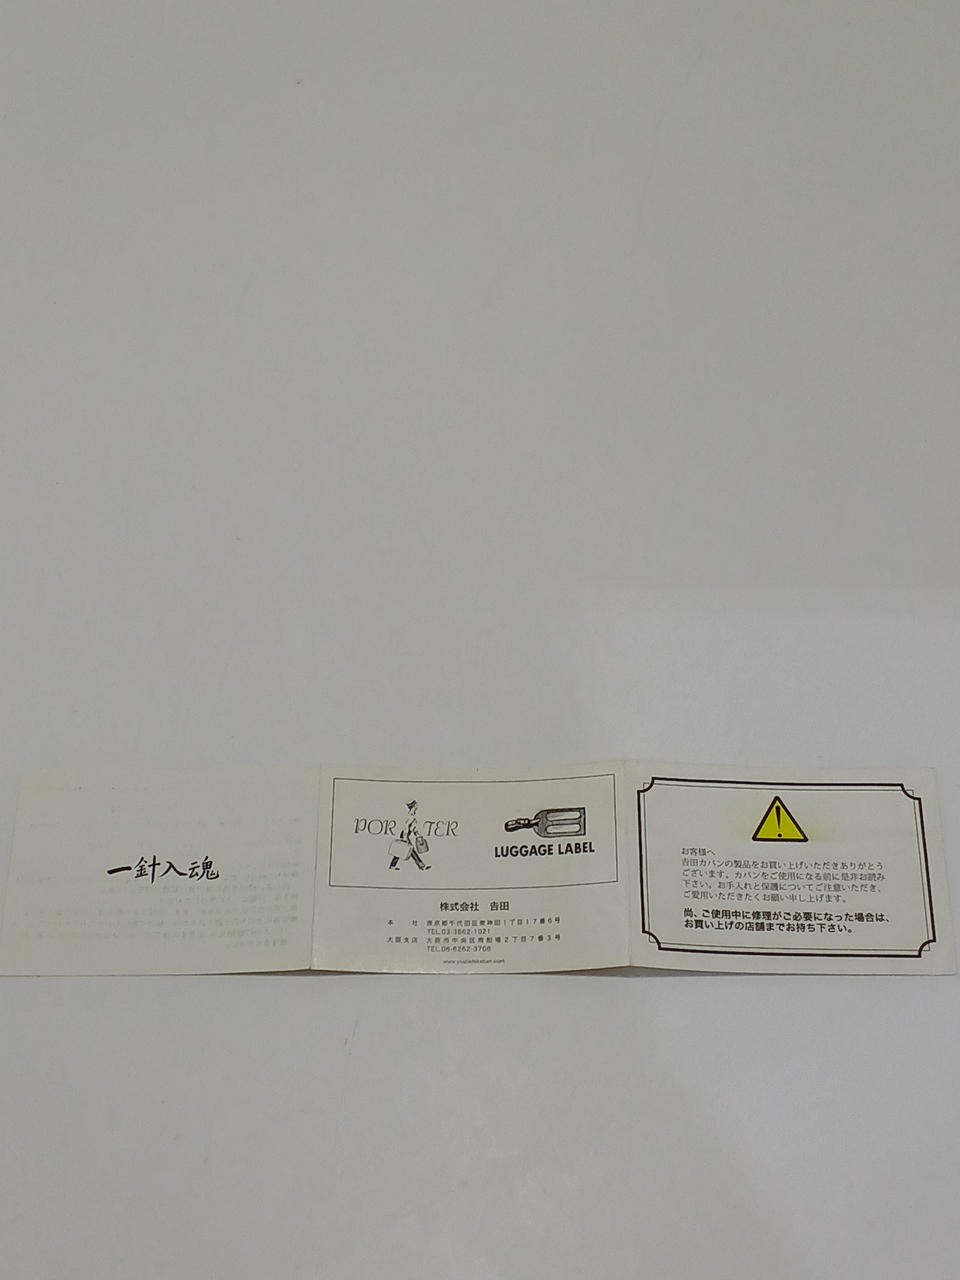 一針入魂
PORTER
LUGGAGE LABEL
株式会社 𠮷田
本 社 東京都千代田区東神田1丁目17番6号
TEL.03-3862-1021
大阪支店 大阪市中央区南船場2丁目7番3号
TEL.06-6262-3708
www.yoshidakaban.com
お客様へ
𠮷田カバンの製品をお買い上げいただきありがとう
ございます。カバンをご使用になる前に是非お読み
下さい。お手入れと保護についてご注意いただき、
ご愛用いただきたくお願い申し上げます。
尚、ご使用中に修理がご必要になった場合は、
お買い上げの店舗までお持ち下さい。